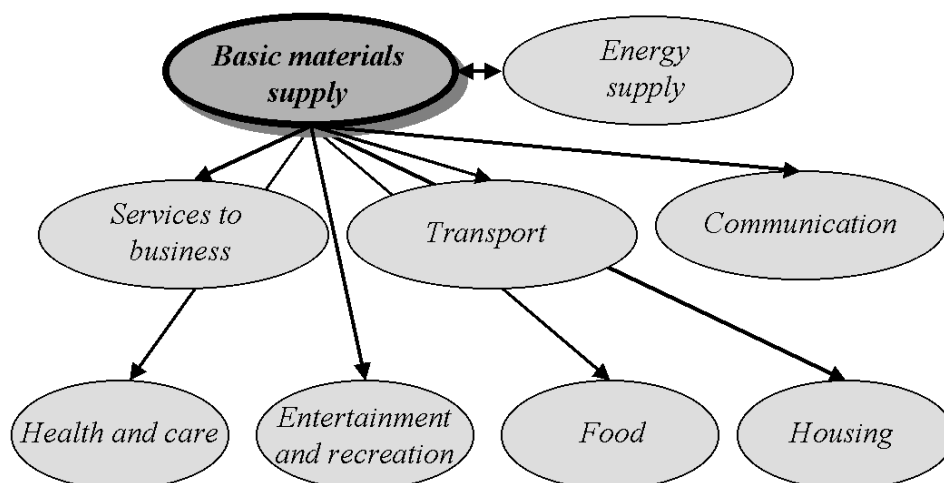 Basic materials
supply
Energy
supply
Services to
business
Transport
Communication
Health and care
Entertainment
and recreation
Food
Housing